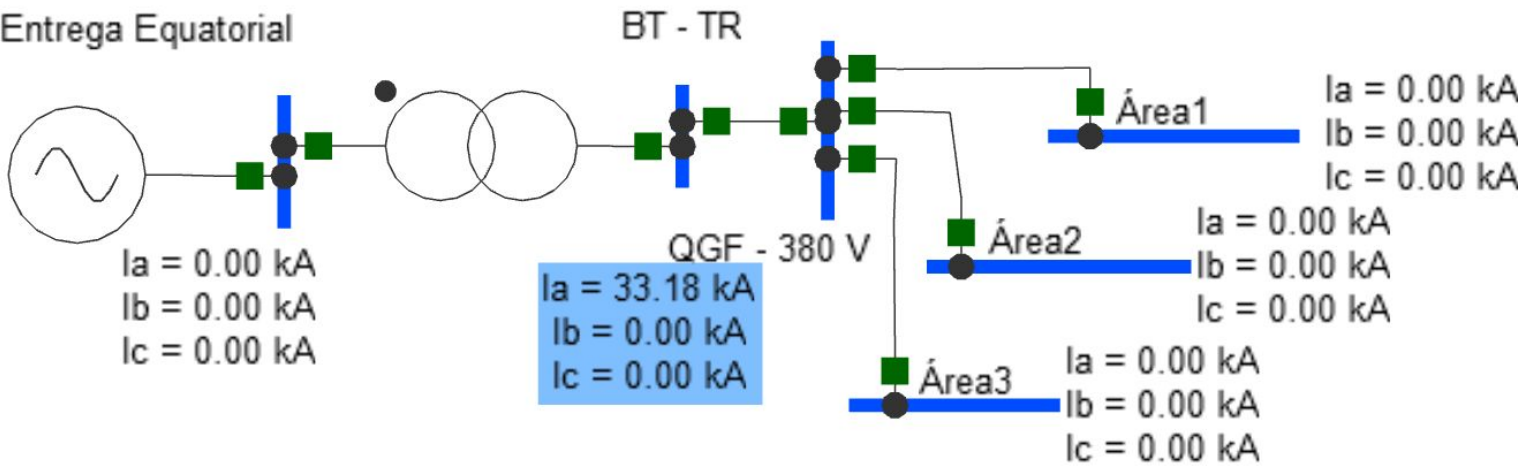 Entrega Equatorial
BT - TR
Área1
Ia = 0.00 kA
Ib = 0.00 kA
Ic = 0.00 kA
Área2
Ia = 0.00 kA
Ib = 0.00 kA
Ic = 0.00 kA
QGF - 380 V
Ia = 0.00 kA
Ib = 0.00 kA
Ic = 0.00 kA
Ia = 33.18 kA
Ib = 0.00 kA
Ic = 0.00 kA
Área3
Ia = 0.00 kA
Ib = 0.00 kA
Ic = 0.00 kA